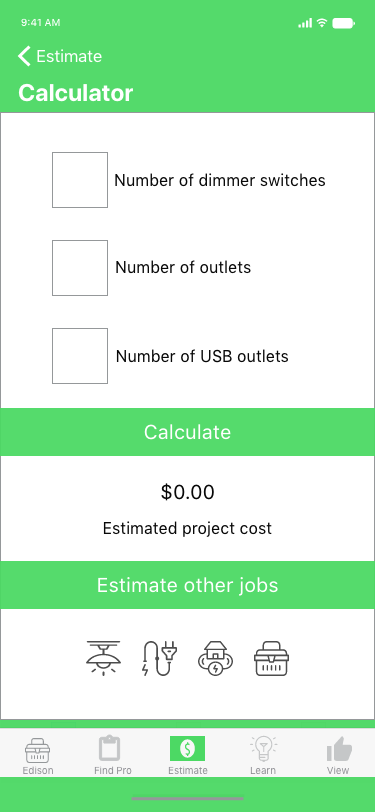 9:41 AM
Estimate
Calculator
Number of dimmer switches
Number of outlets
Number of USB outlets
Calculate
$0.00
Estimated project cost
Estimate other jobs
$
Edison Find Pro Estimate Learn View